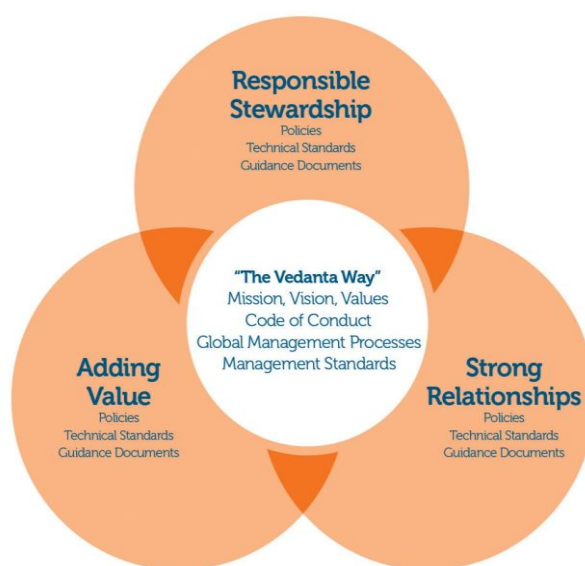 Responsible
Stewardship
Policies
Technical Standards
Guidance Documents
“The Vedanta Way”
Mission, Vision, Values
Code of Conduct
Global Management Processes
Management Standards
Adding
Value
Policies
Technical Standards
Guidance Documents
Strong
Relationships
Policies
Technical Standards
Guidance Documents